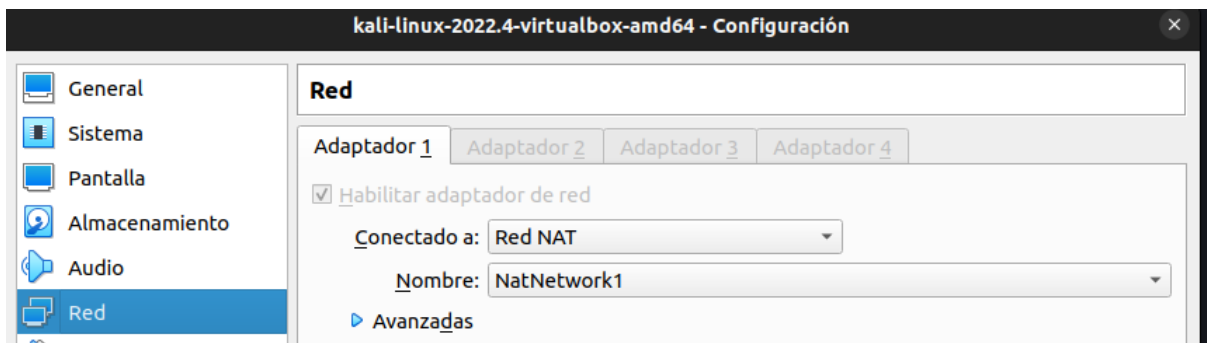 kali-linux-2022.4-virtualbox-amd64 - Configuración
General
Sistema
Pantalla
Almacenamiento
Audio
Red
Red
Adaptador 1 Adaptador 2 Adaptador 3 Adaptador 4
Habilitar adaptador de red
Conectado a: Red NAT
Nombre: NatNetwork1
Avanzadas